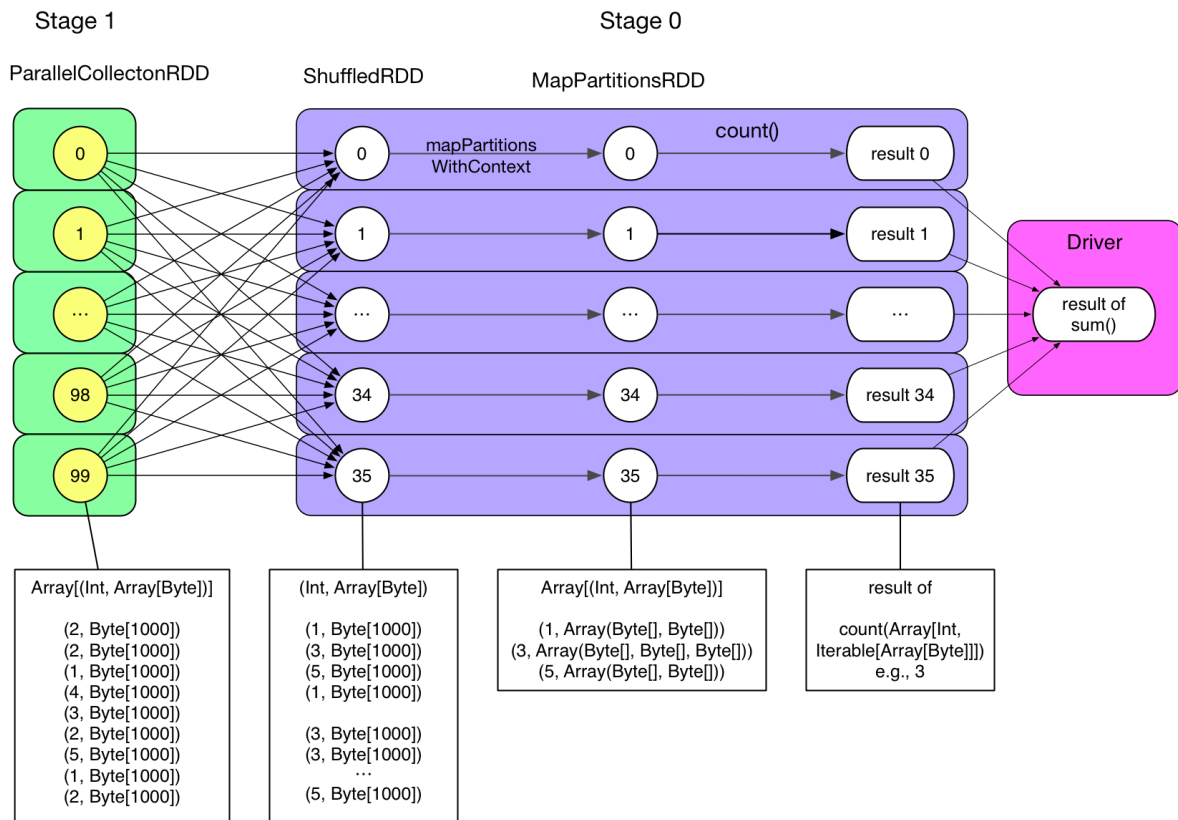 Stage 1
Stage 0
ParallelCollectonRDD
ShuffledRDD
MapPartitionsRDD
0
0
mapPartitions
WithContext
0
count()
result 0
1
1
1
result 1
Driver
...
...
...
...
result of
sum()
98
34
34
result 34
99
35
35
result 35
Array[(Int, Array[Byte])]
(2, Byte[1000])
(2, Byte[1000])
(1, Byte[1000])
(4, Byte[1000])
(3, Byte[1000])
(2, Byte[1000])
(5, Byte[1000])
(1, Byte[1000])
(2, Byte[1000])
(Int, Array[Byte])
(1, Byte[1000])
(3, Byte[1000])
(5, Byte[1000])
(1, Byte[1000])
(3, Byte[1000])
(3, Byte[1000])
...
(5, Byte[1000])
Array[(Int, Array[Byte])]
(1, Array(Byte[], Byte[]))
(3, Array(Byte[], Byte[], Byte[]))
(5, Array(Byte[], Byte[]))
result of
count(Array[Int,
Iterable[Array[Byte]]])
e.g., 3